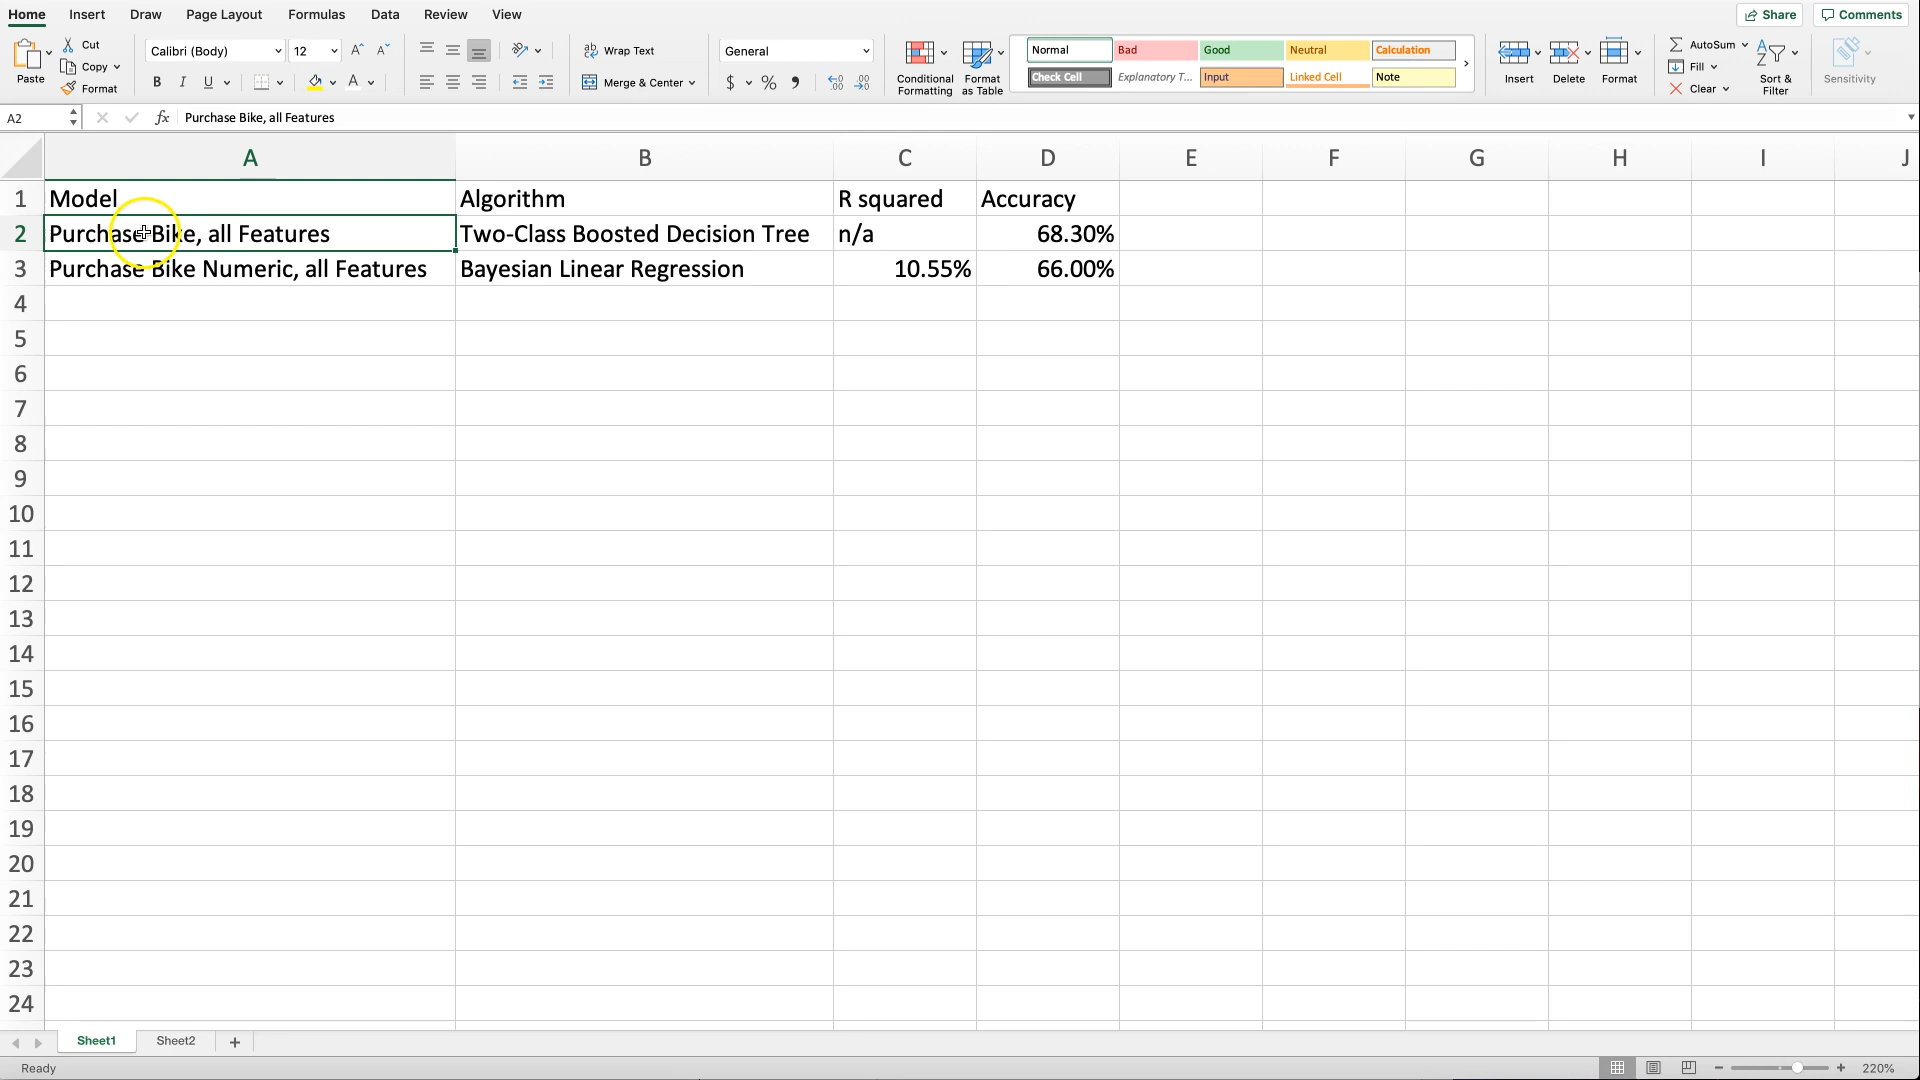 Home Insert Draw Page Layout Formulas Data Review View Share Comments
Paste Cut Copy Format
Calibri (Body) 12
B I U A
Wrap Text
Merge & Center
General
$ % 
Conditional Formatting
Format as Table
Normal Bad Good Neutral Calculation
Check Cell Explanatory T... Input Linked Cell Note
Insert Delete Format
AutoSum
Fill
Clear
Sort & Filter
Sensitivity
A2 fx Purchase Bike, all Features
A B C D E F G H I J
1 Model Algorithm R squared Accuracy
2 Purchase Bike, all Features Two-Class Boosted Decision Tree n/a 68.30%
3 Purchase Bike Numeric, all Features Bayesian Linear Regression 10.55% 66.00%
4
5
6
7
8
9
10
11
12
13
14
15
16
17
18
19
20
21
22
23
24
Sheet1 Sheet2 +
Ready 220%